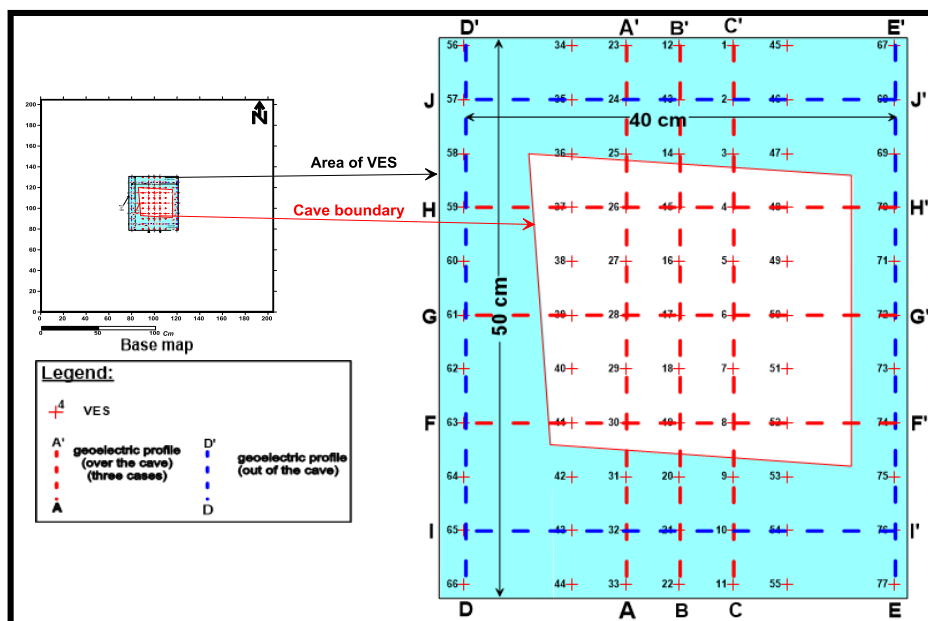 D' A' B' C' E'
56 34 23 12 1 45 67
J 57 35 24 13 2 46 68 J'
40 cm
58 36 25 14 3 47 69
H 59 37 26 15 4 48 70 H'
60 38 27 16 5 49 71
50 cm
G 61 39 28 17 6 50 72 G'
62 40 29 18 7 51 73
F 63 41 30 19 8 52 74 F'
64 42 31 20 9 53 75
I 65 43 32 21 10 54 76 I'
66 44 33 22 11 55 77
D A B C E
Area of VES
Cave boundary
N
200
180
160
140
120
100
80
60
40
20
0
0 20 40 60 80 100 120 140 160 180 200
0 50 100 Cm
Base map
Legend:
4
VES
A'
geoelectric profile
(over the cave)
(three cases)
A
D'
geoelectric profile
(out of the cave)
D